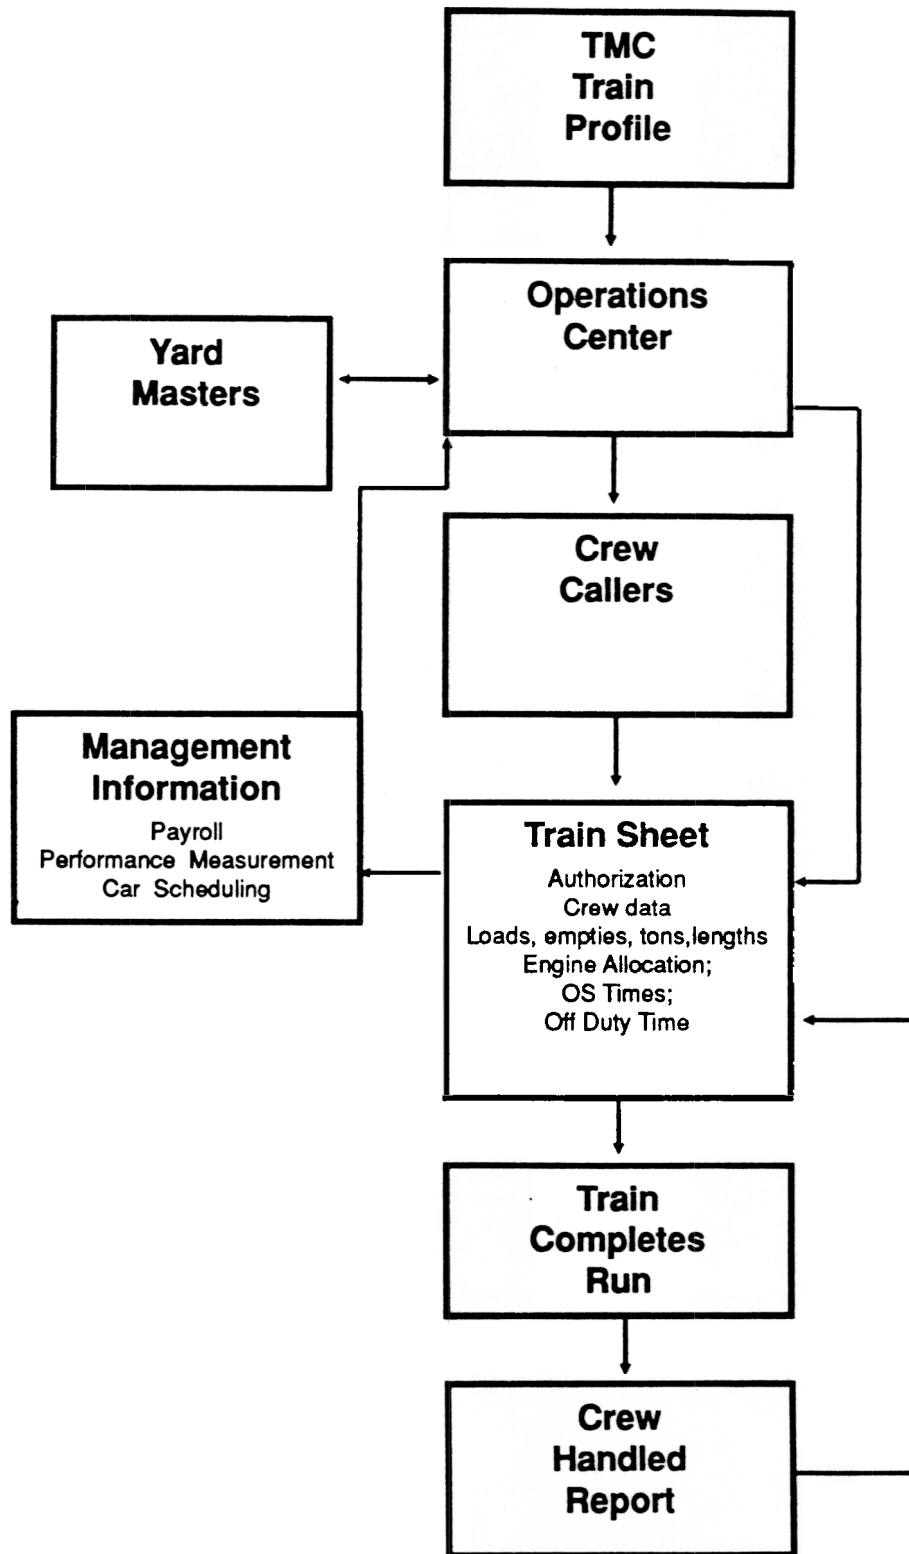 TMC
Train
Profile
Operations
Center
Yard
Masters
Crew
Callers
Management
Information
Payroll
Performance Measurement
Car Scheduling
Train Sheet
Authorization
Crew data
Loads, empties, tons,lengths
Engine Allocation;
OS Times;
Off Duty Time
Train
Completes
Run
Crew
Handled
Report